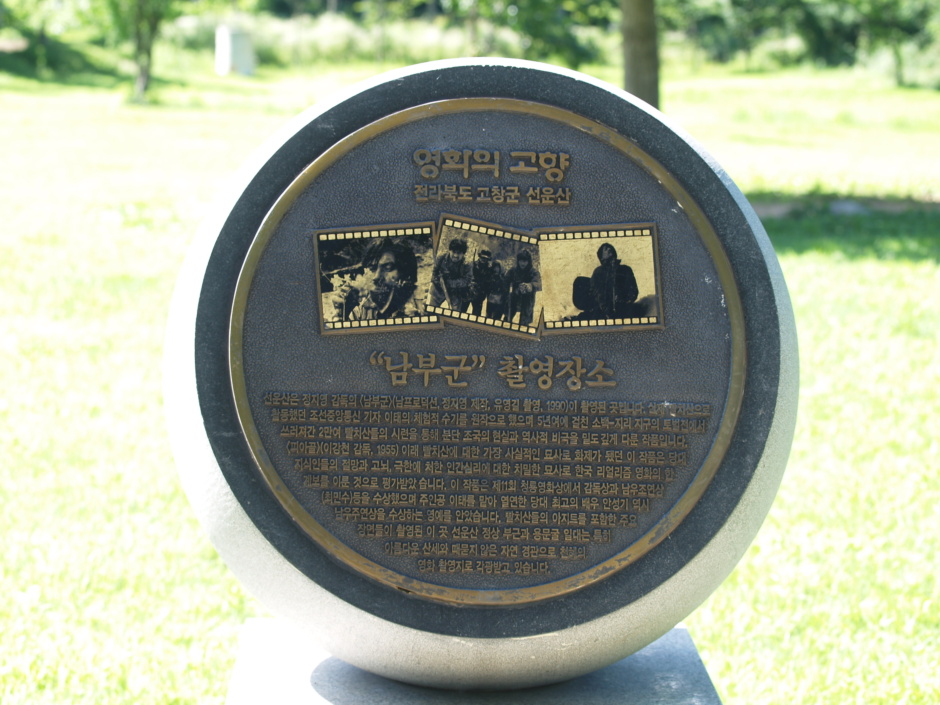 영화의 고향
전라북도 고창군 선운산
“남부군” 촬영장소
선운산은 정지영 감독의 〈남부군〉(남프로덕션, 정지영 제작, 유영길 촬영, 1990)이 촬영된 곳입니다. 실제 빨치산으로
활동했던 조선중앙통신 기자 이태의 체험적 수기를 원작으로 했으며 5년여에 걸친 소백-지리 지구의 토벌전에서
쓰러져간 2만여 빨치산들의 시련을 통해 분단 조국의 현실과 역사적 비극을 밀도깊게 다룬 작품입니다.
〈피아골〉(이강천 감독, 1955) 이래 빨치산에 대한 가장 사실적인 묘사로 화제가 됐던 이 작품은 당대
지식인들의 절망과 고뇌, 극한에 처한 인간심리에 대한 치밀한 묘사로 한국 리얼리즘 영화의 한
개보를 이룬 것으로 평가받았습니다. 이 작품은 제11회 청룡영화상에서 감독상과 남우조연상
(최민수)등을 수상했으며 주인공 이태를 맡아 열연한 당대 최고의 배우 안성기 역시
남우주연상을 수상하는 영예를 안았습니다. 빨치산들의 아지트를 포함한 주요
장면들이 촬영된 이 곳 선운산 정상 부근과 용문굴 일대는 특히
아름다운 산세와 때묻지 않은 자연 경관으로 천혜의
영화 촬영지로 각광받고 있습니다.